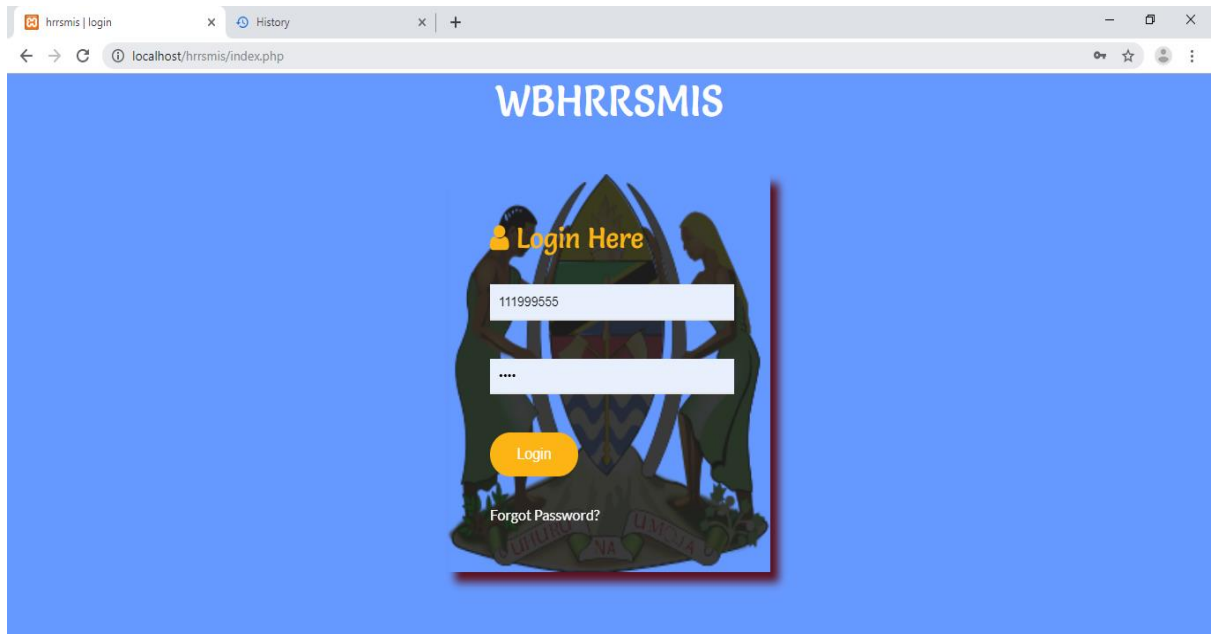 hrrsmis | login
History
localhost/hrrsmis/index.php
WBHRRSMIS
Login Here
111999555
••••
Login
Forgot Password?
UHURU NA UMOJA